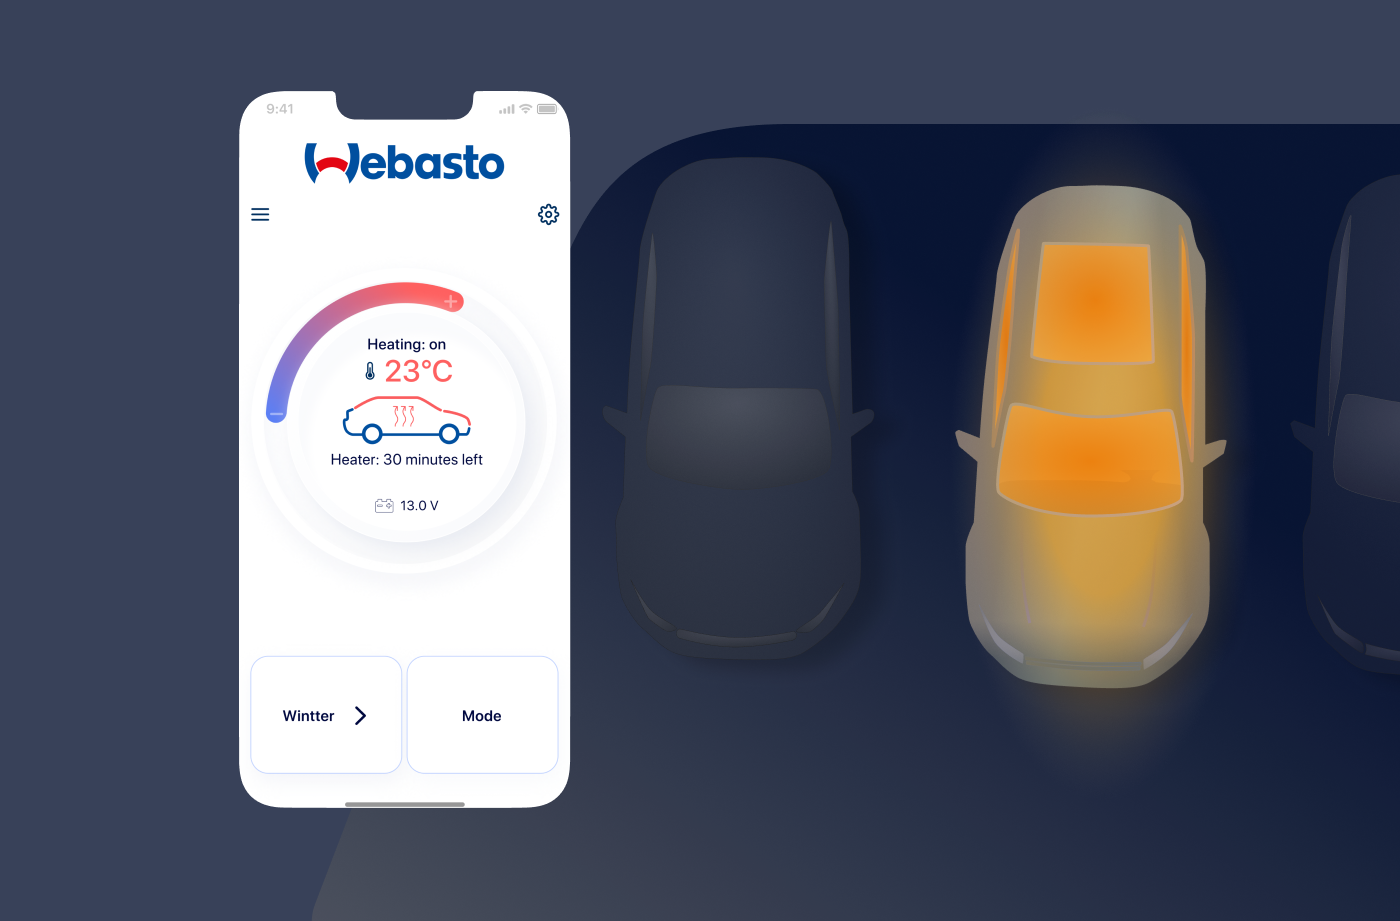 9:41
Webasto
Heating: on
23°C
Heater: 30 minutes left
13.0 V
Wintter
Mode